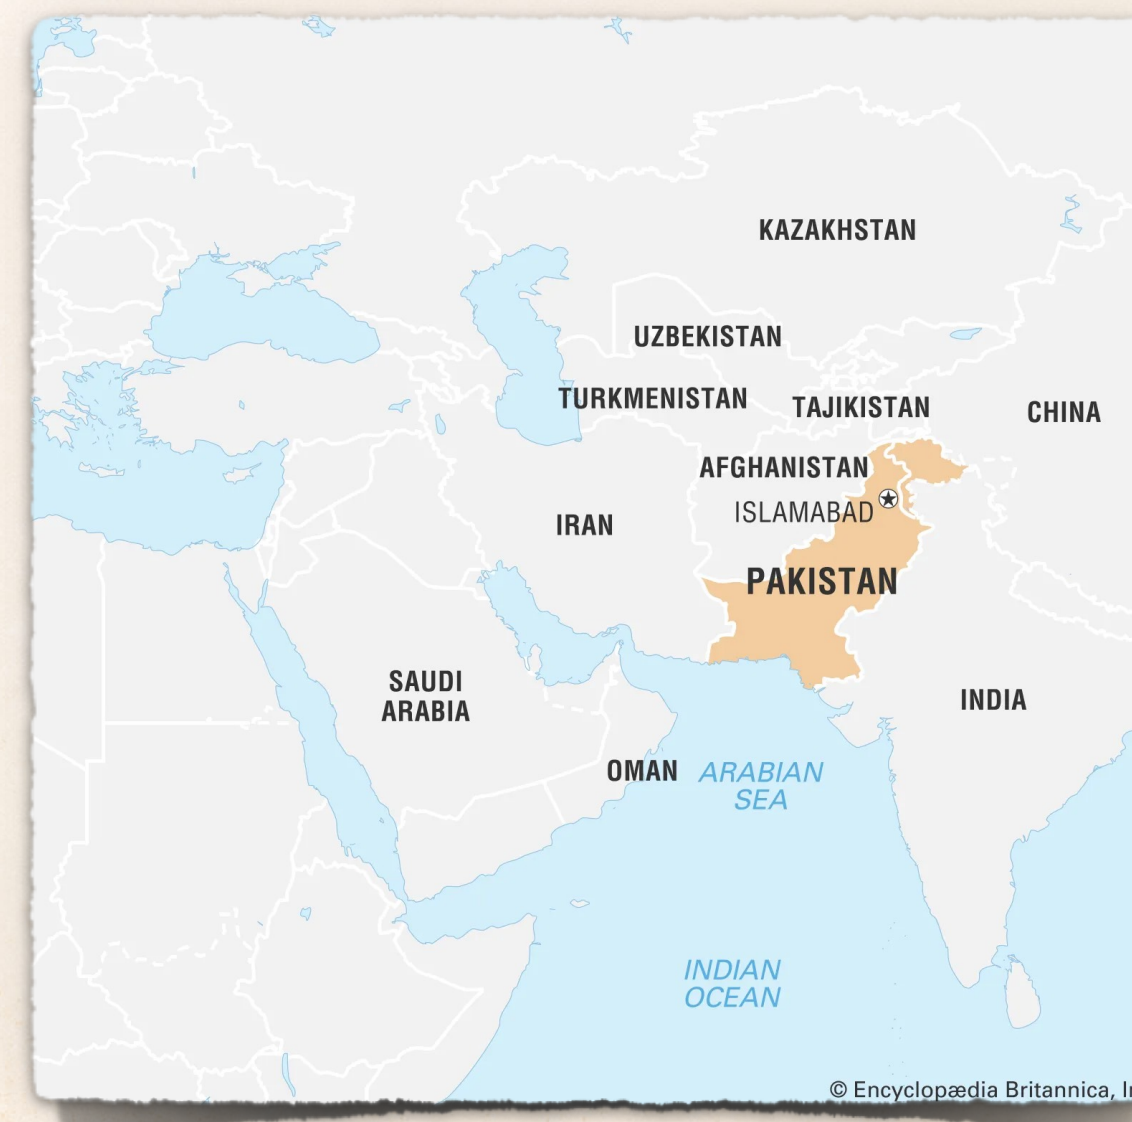 KAZAKHSTAN
UZBEKISTAN
TURKMENISTAN
TAJIKISTAN
CHINA
AFGHANISTAN
ISLAMABAD
IRAN
PAKISTAN
SAUDI
ARABIA
INDIA
OMAN
ARABIAN
SEA
INDIAN
OCEAN
© Encyclopædia Britannica,